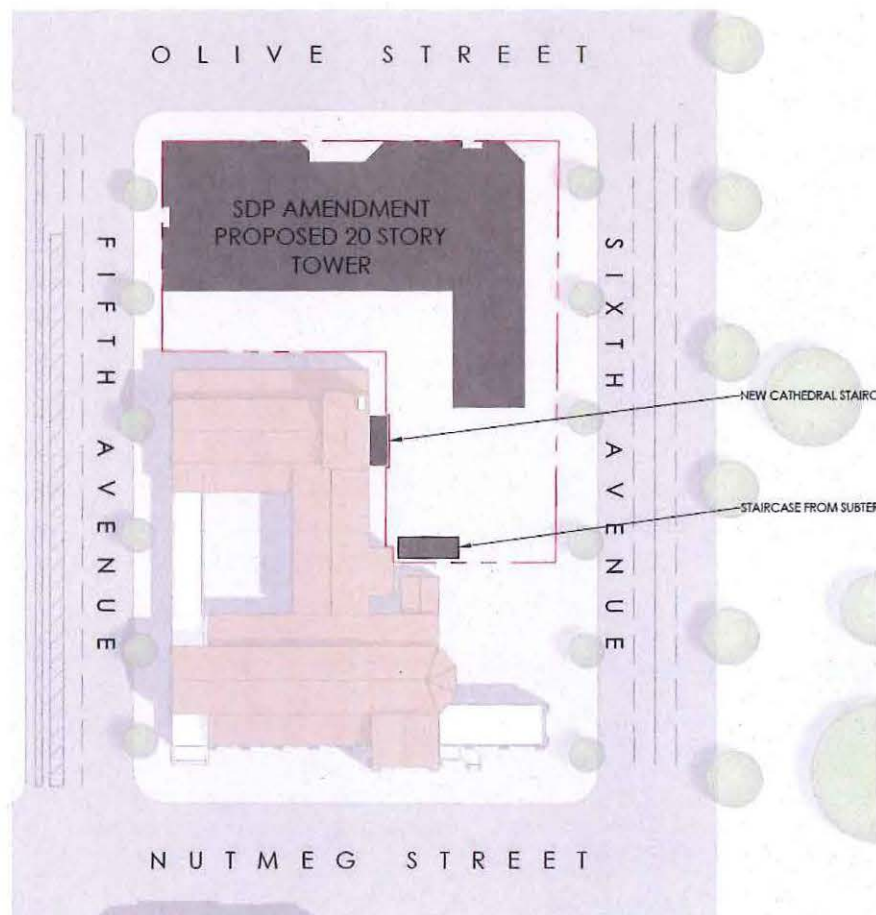 OLIVE STREET
SDP AMENDMENT
PROPOSED 20 STORY
TOWER
FIFTH AVENUE
SIXTH AVENUE
NEW CATHEDRAL STAIRC
STAIRCASE FROM SUBTER
NUTMEG STREET